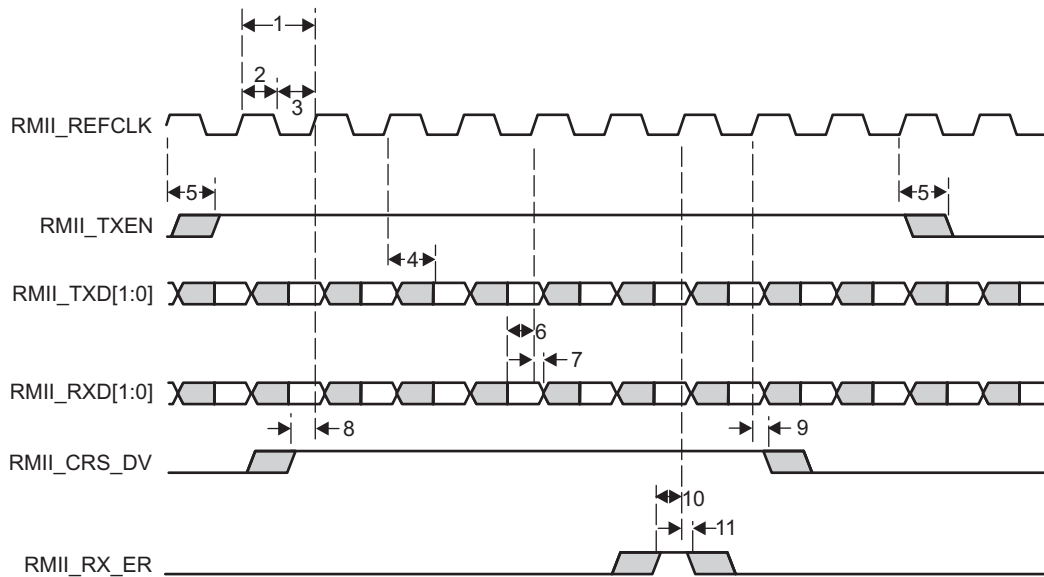 1
2
3
RMII_REFCLK
5
5
RMII_TXEN
4
RMII_TXD[1:0]
6
7
RMII_RXD[1:0]
8
9
RMII_CRS_DV
10
11
RMII_RX_ER